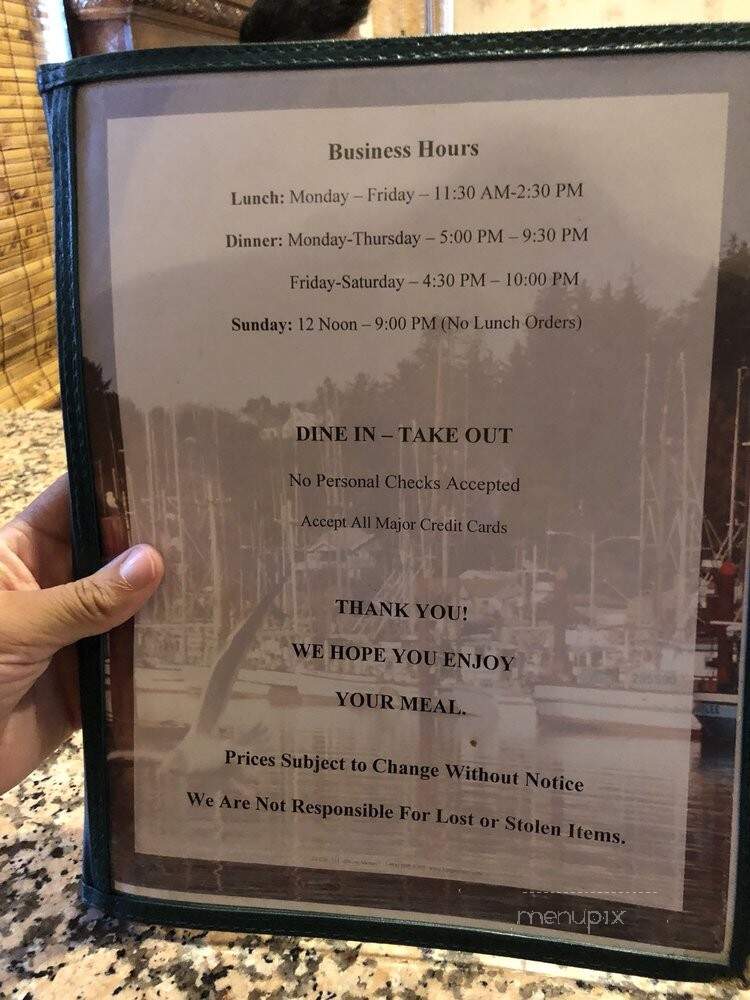 Business Hours
Lunch: Monday – Friday – 11:30 AM-2:30 PM
Dinner: Monday-Thursday – 5:00 PM – 9:30 PM
Friday-Saturday – 4:30 PM – 10:00 PM
Sunday: 12 Noon – 9:00 PM (No Lunch Orders)
DINE IN – TAKE OUT
No Personal Checks Accepted
Accept All Major Credit Cards
THANK YOU!
WE HOPE YOU ENJOY
YOUR MEAL.
Prices Subject to Change Without Notice
We Are Not Responsible For Lost or Stolen Items.
menupix